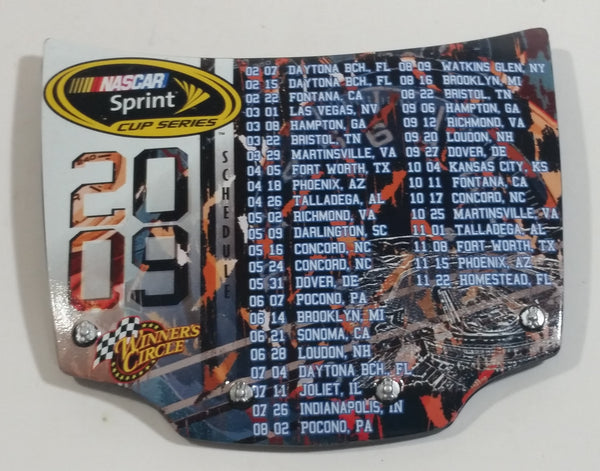 NASCAR
Sprint
CUP SERIES
20
09
SCHEDULE
WINNER'S
CIRCLE
02 07 DAYTONA BCH., FL
02 15 DAYTONA BCH., FL
02 22 FONTANA, CA
03 01 LAS VEGAS, NV
03 08 HAMPTON, GA
03 22 BRISTOL, TN
03 29 MARTINSVILLE, VA
04 05 FORT WORTH, TX
04 18 PHOENIX, AZ
04 26 TALLADEGA, AL
05 02 RICHMOND, VA
05 09 DARLINGTON, SC
05 16 CONCORD, NC
05 24 CONCORD, NC
05 31 DOVER, DE
06 07 POCONO, PA
06 14 BROOKLYN, MI
06 21 SONOMA, CA
06 28 LOUDON, NH
07 04 DAYTONA BCH., FL
07 11 JOLIET, IL
07 26 INDIANAPOLIS, IN
08 02 POCONO, PA
08 09 WATKINS GLEN, NY
08 16 BROOKLYN, MI
08 22 BRISTOL, TN
09 06 HAMPTON, GA
09 12 RICHMOND, VA
09 20 LOUDON, NH
09 27 DOVER, DE
10 04 KANSAS CITY, KS
10 11 FONTANA, CA
10 17 CONCORD, NC
10 25 MARTINSVILLE, VA
11 01 TALLADEGA, AL
11 08 FORT-WORTH, TX
11 15 PHOENIX, AZ
11 22 HOMESTEAD, FL